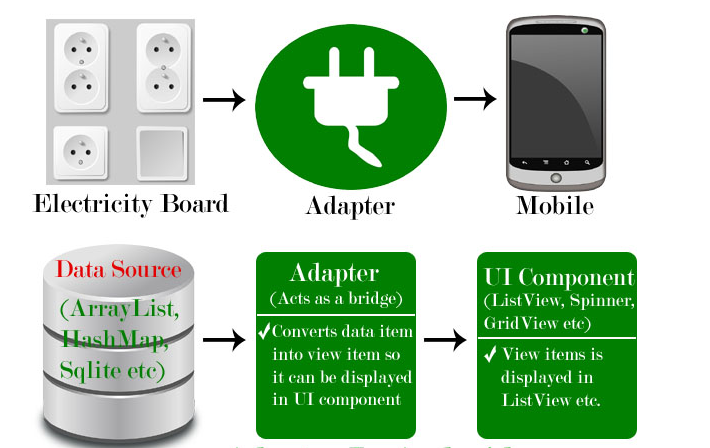 Electricity Board
Adapter
Mobile
Data Source
(ArrayList,
HashMap,
Sqlite etc)
Adapter
(Acts as a bridge)
✓Converts data item
into view item so
it can be displayed
in UI component
UI Component
(ListView, Spinner,
GridView etc)
✓ View items is
displayed in
ListView etc.